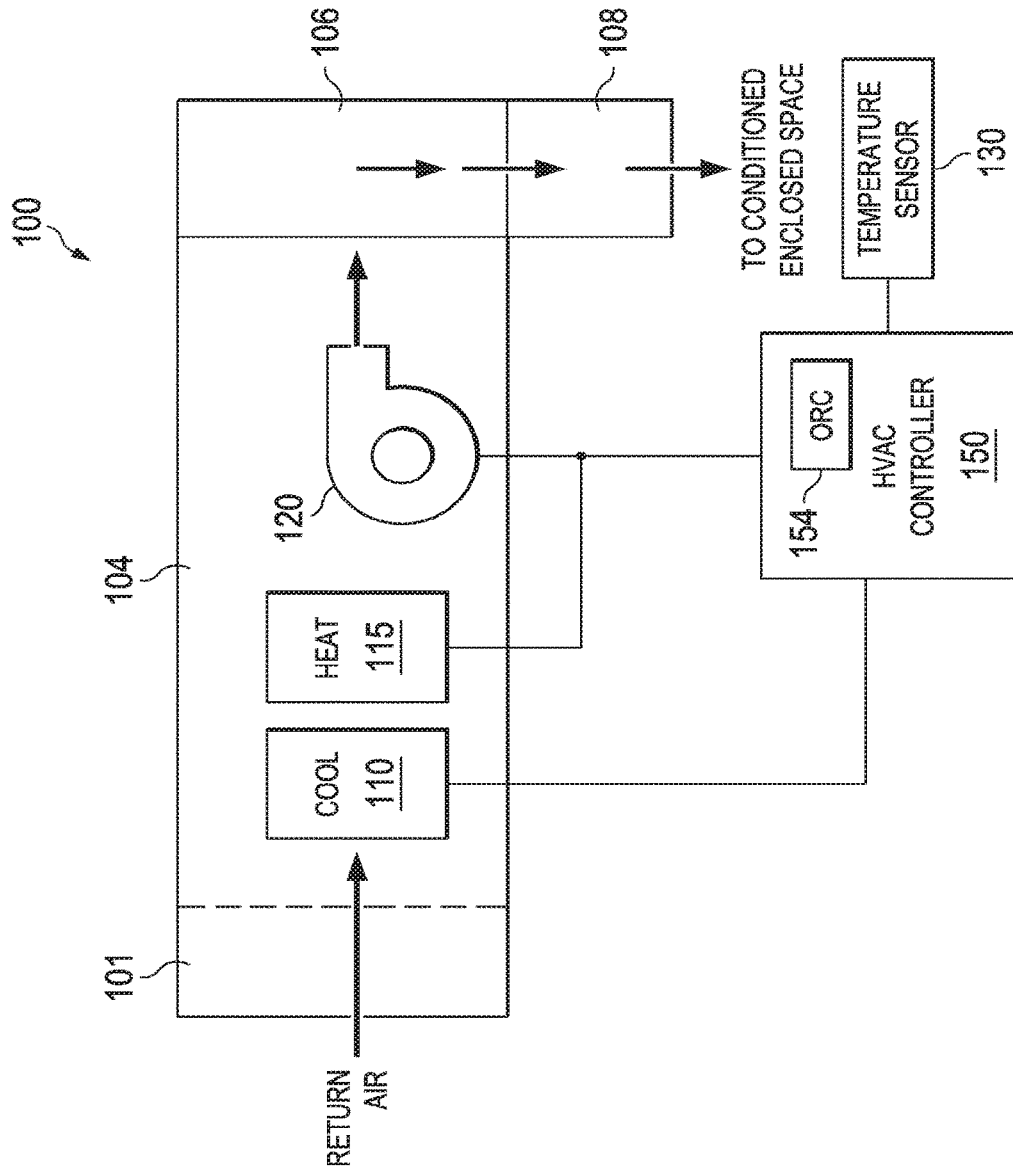 100
101
104
106
108
RETURN
AIR
COOL
110
HEAT
115
120
TO CONDITIONED
ENCLOSED SPACE
154
ORC
HVAC
CONTROLLER
150
TEMPERATURE
SENSOR
130